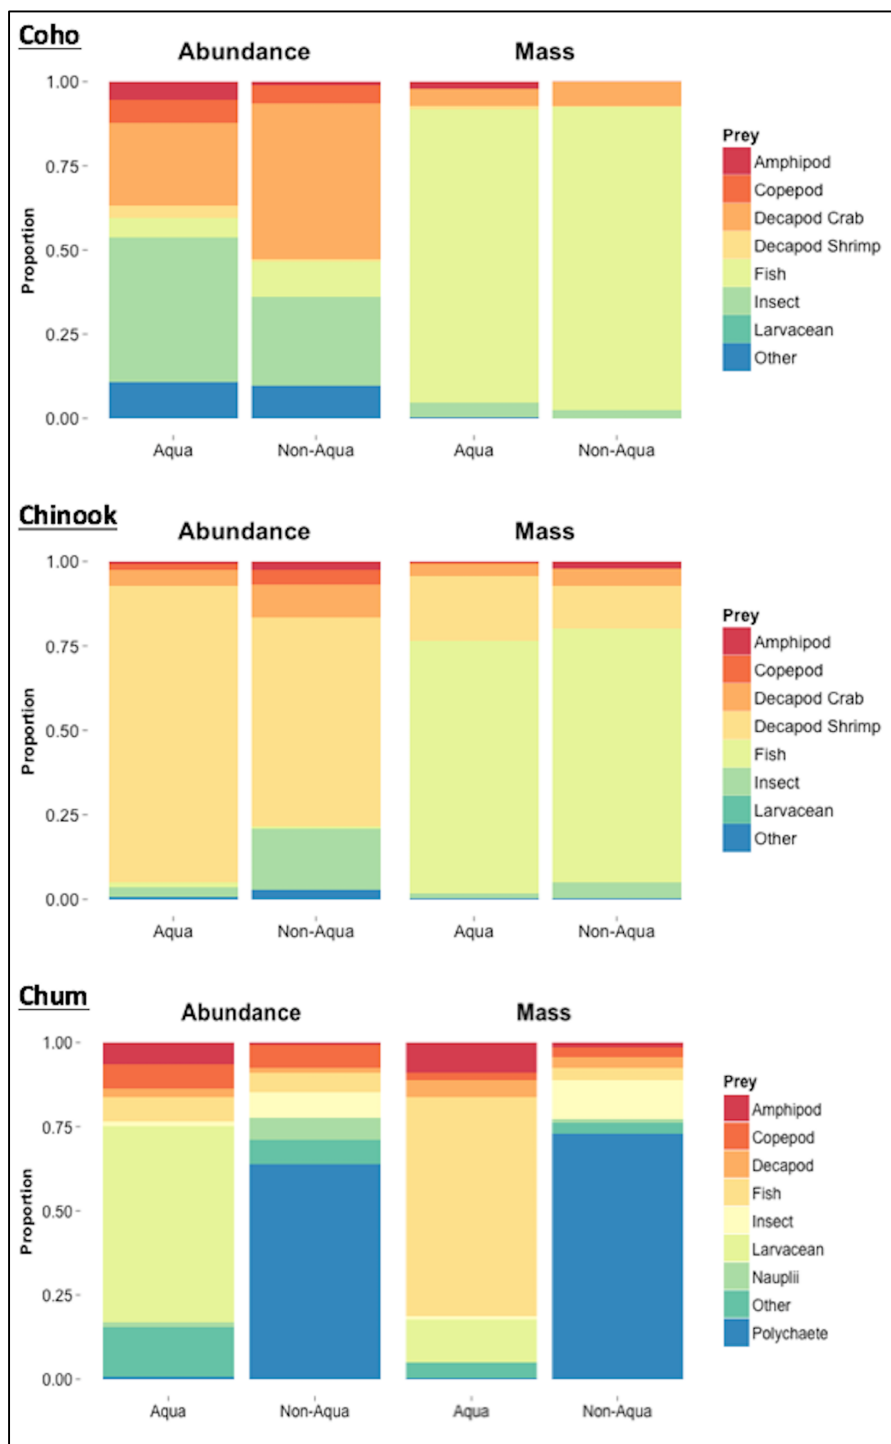 Coho
Abundance Mass
1.00
0.75
0.50
0.25
0.00
Proportion
Aqua Non-Aqua Aqua Non-Aqua
Prey
Amphipod
Copepod
Decapod Crab
Decapod Shrimp
Fish
Insect
Larvacean
Other
Chinook
Abundance Mass
1.00
0.75
0.50
0.25
0.00
Proportion
Aqua Non-Aqua Aqua Non-Aqua
Prey
Amphipod
Copepod
Decapod Crab
Decapod Shrimp
Fish
Insect
Larvacean
Other
Chum
Abundance Mass
1.00
0.75
0.50
0.25
0.00
Proportion
Aqua Non-Aqua Aqua Non-Aqua
Prey
Amphipod
Copepod
Decapod
Fish
Insect
Larvacean
Nauplii
Other
Polychaete